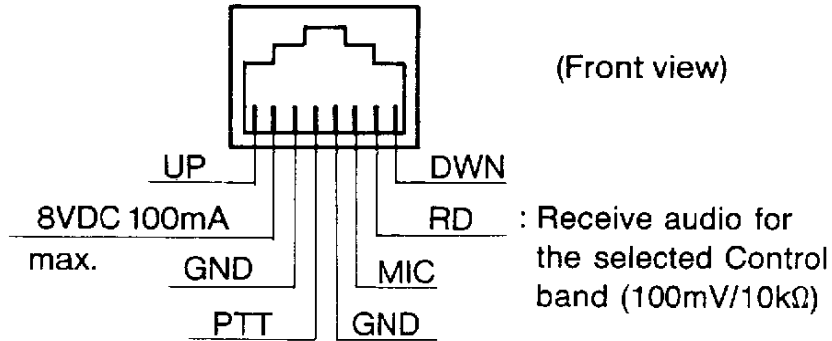 (Front view)
UP
DWN
8VDC 100mA
max.
RD
: Receive audio for
the selected Control
band (100mV/10kΩ)
GND
MIC
PTT
GND